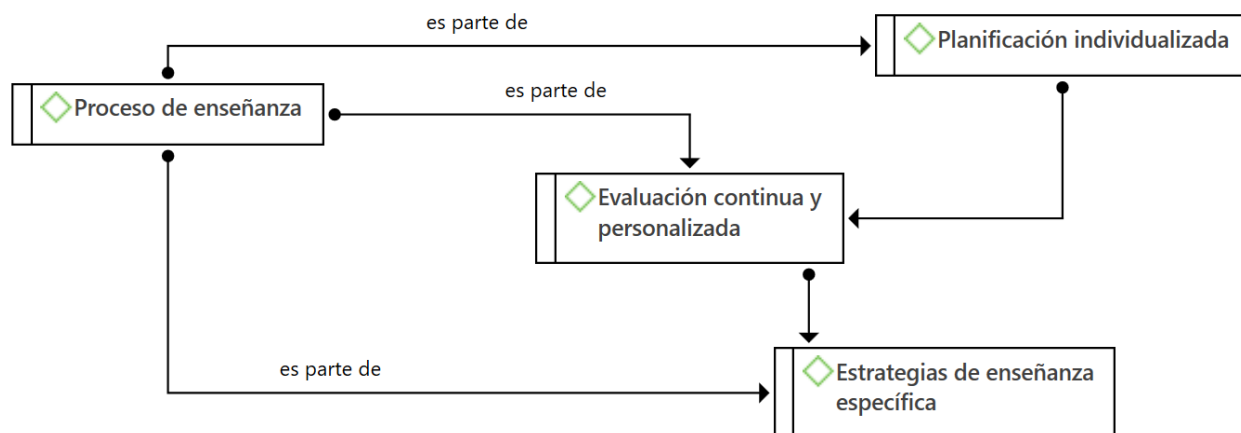 es parte de
Planificación individualizada
Proceso de enseñanza
es parte de
Evaluación continua y
personalizada
es parte de
Estrategias de enseñanza
específica